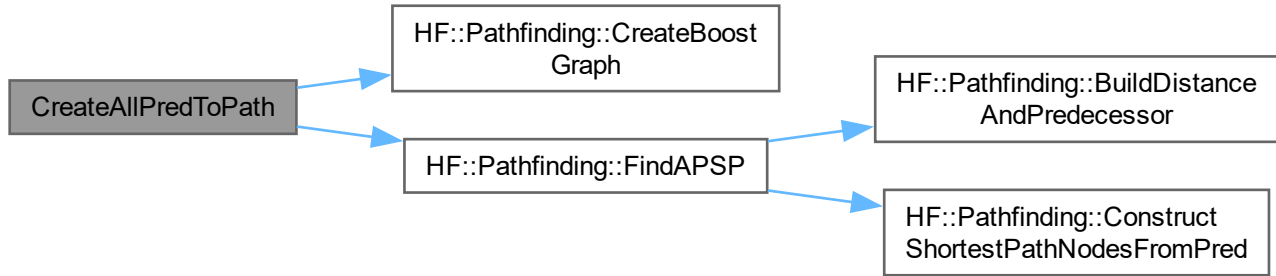 CreateAllPredToPath
HF::Pathfinding::CreateBoost
Graph
HF::Pathfinding::FindAPSP
HF::Pathfinding::BuildDistance
AndPredecessor
HF::Pathfinding::Construct
ShortestPathNodesFromPred